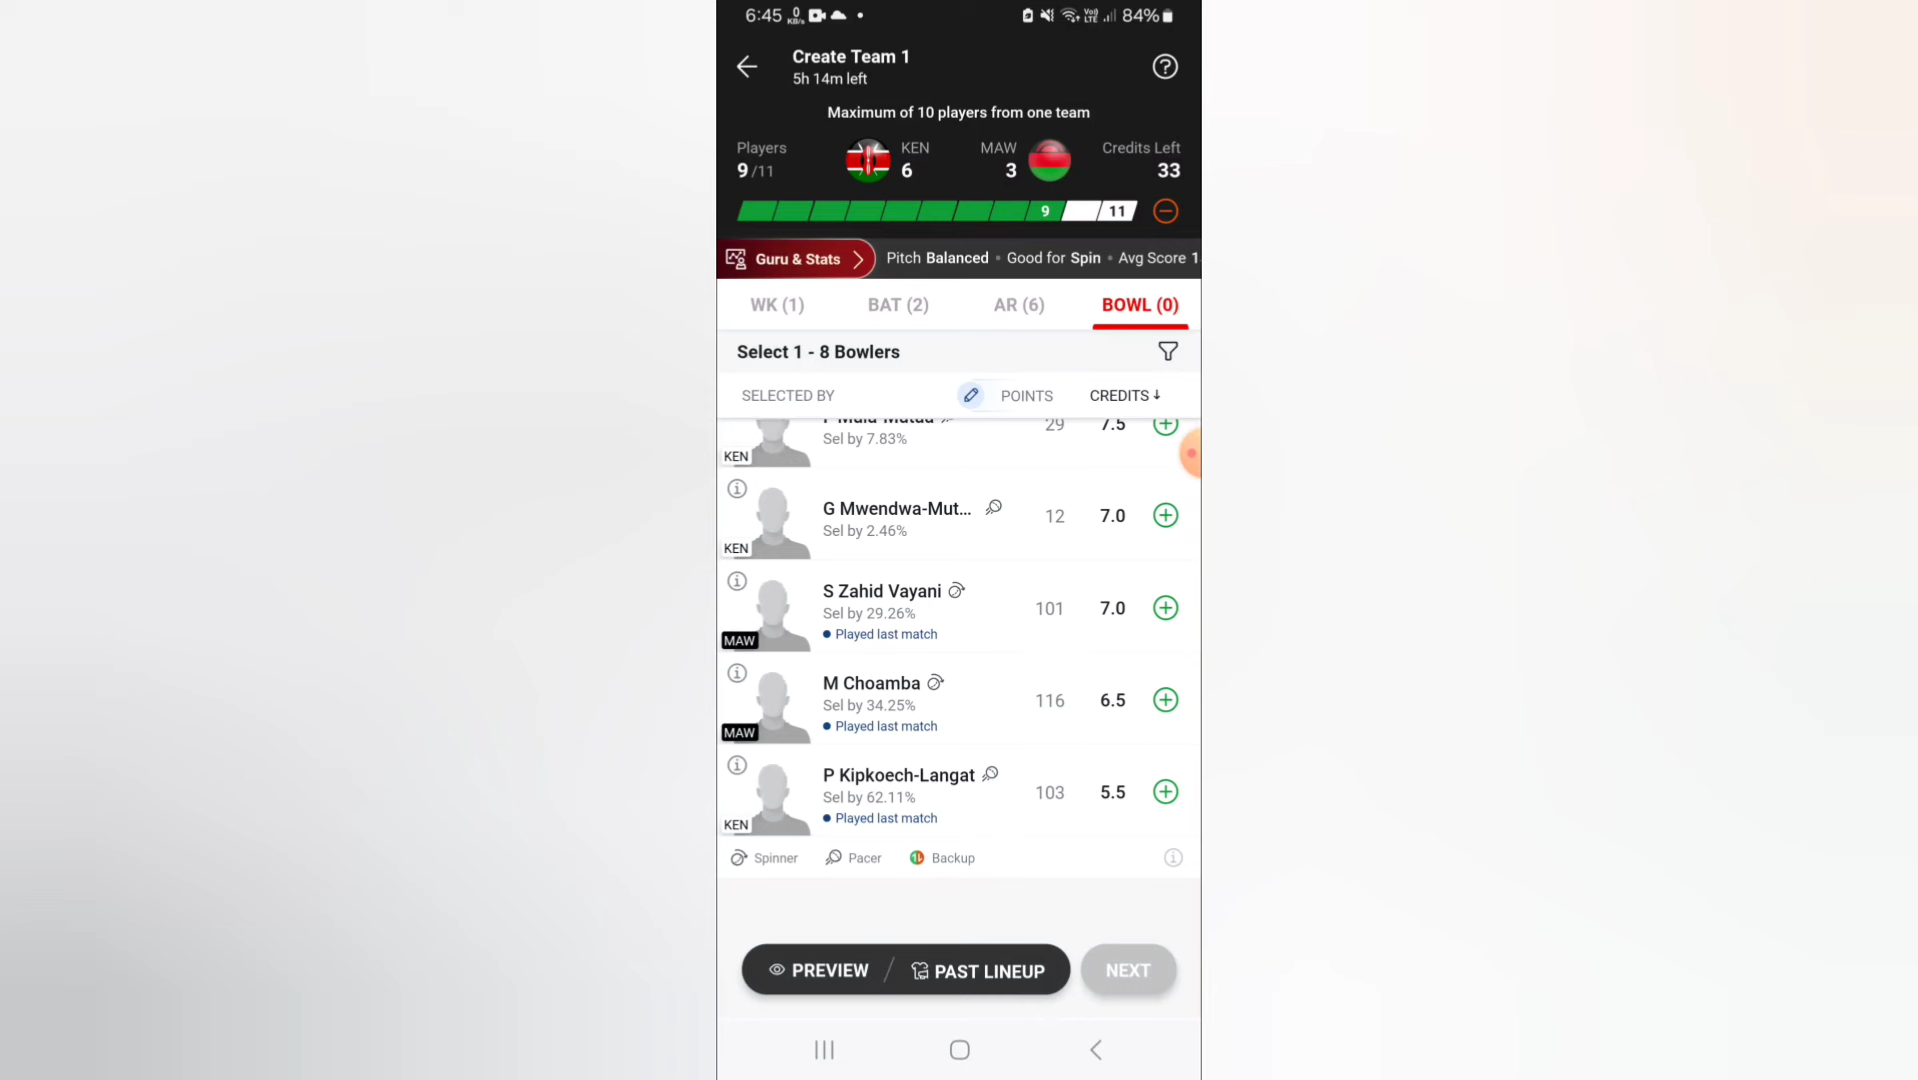 6:45 0 KB/s Vo) LTE 84%
Create Team 1
5h 14m left
Maximum of 10 players from one team
Players KEN MAW Credits Left
9/11 6 3 33
9 11
Guru & Stats Pitch Balanced • Good for Spin • Avg Score 1
WK (1) BAT (2) AR (6) BOWL (0)
Select 1 - 8 Bowlers
SELECTED BY POINTS CREDITS↓
29 7.5
Sel by 7.83%
KEN
G Mwendwa-Mut... 12 7.0
Sel by 2.46%
KEN
S Zahid Vayani 101 7.0
Sel by 29.26%
Played last match
MAW
M Choamba 116 6.5
Sel by 34.25%
Played last match
MAW
P Kipkoech-Langat 103 5.5
Sel by 62.11%
Played last match
KEN
Spinner Pacer Backup
PREVIEW / PAST LINEUP NEXT